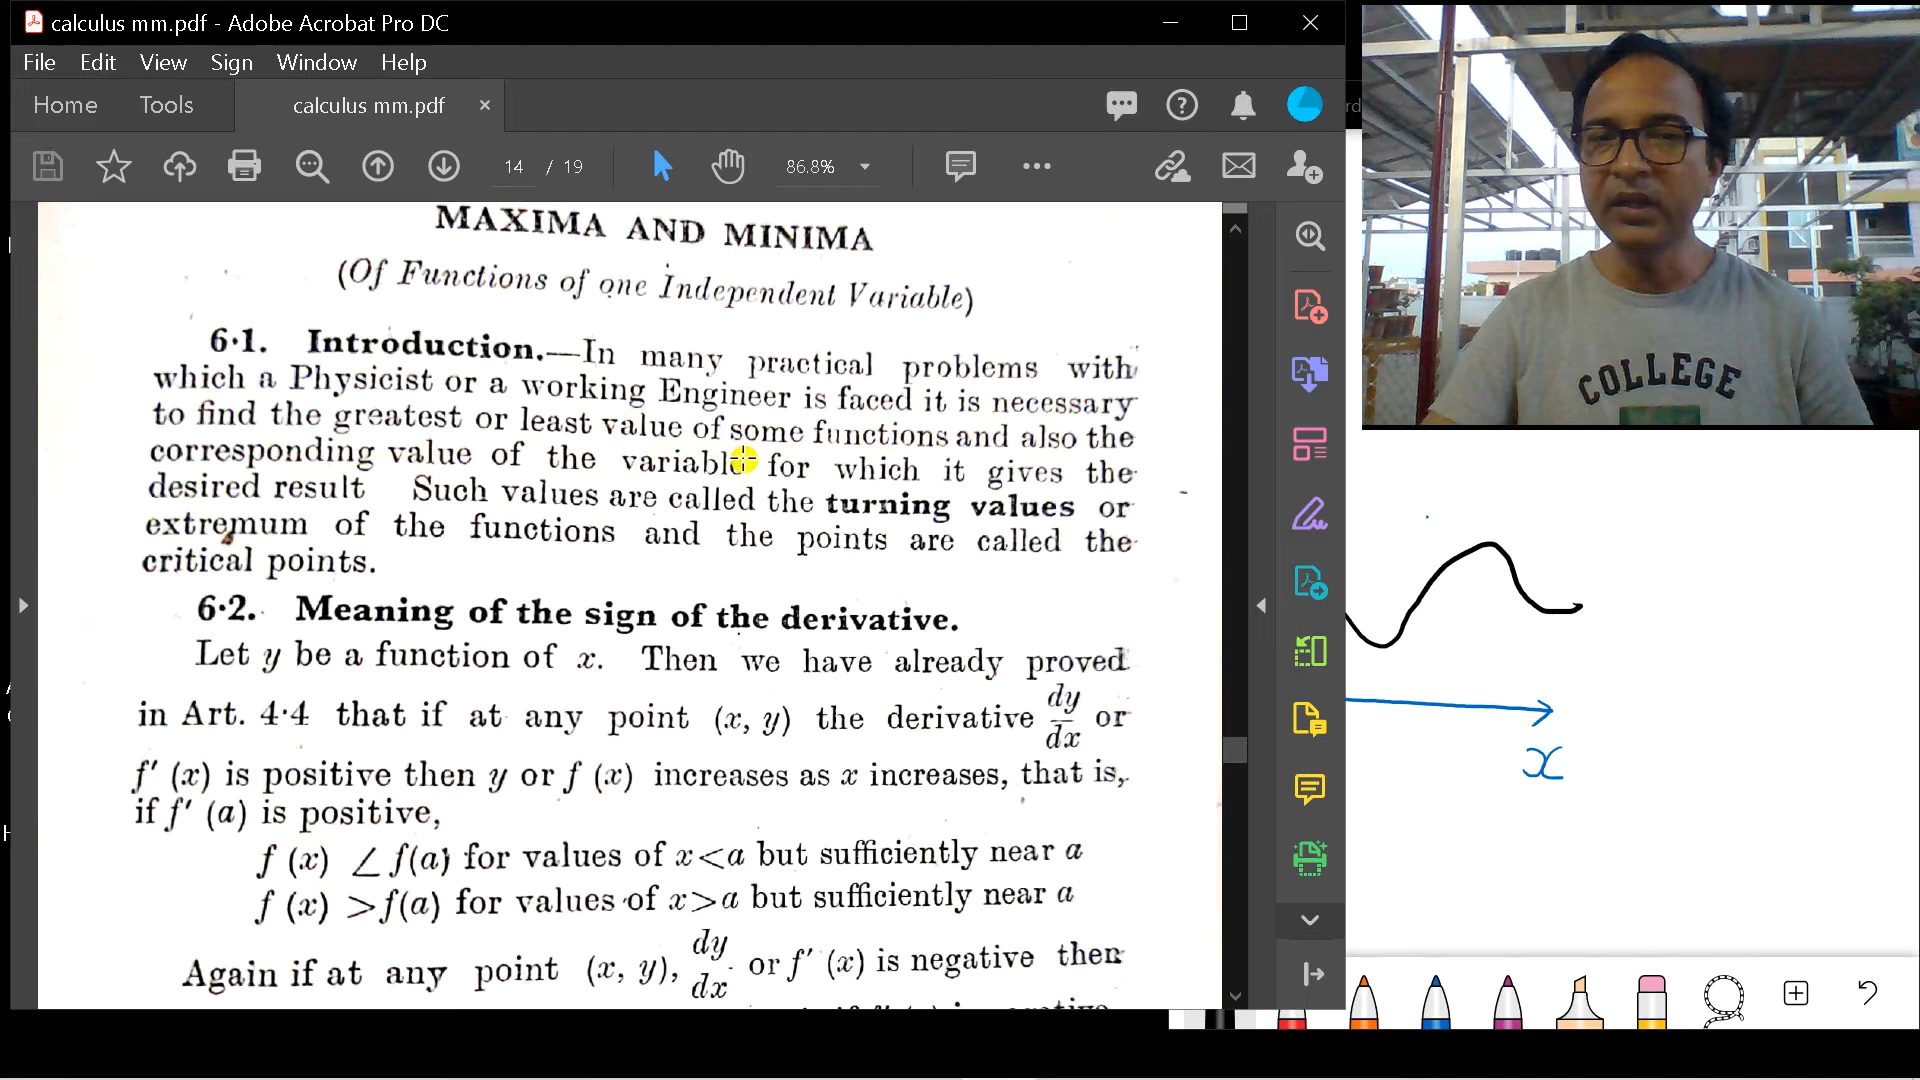 calculus mm.pdf - Adobe Acrobat Pro DC
File Edit View Sign Window Help
Home Tools calculus mm.pdf ×
14 / 19 86.8%
MAXIMA AND MINIMA
(Of Functions of one Independent Variable)
6·1. Introduction.—In many practical problems with
which a Physicist or a working Engineer is faced it is necessary
to find the greatest or least value of some functions and also the
corresponding value of the variable for which it gives the
desired result Such values are called the turning values or
extremum of the functions and the points are called the
critical points.
6·2. Meaning of the sign of the derivative.
Let y be a function of x. Then we have already proved
in Art. 4·4 that if at any point (x, y) the derivative dy/dx or
f' (x) is positive then y or f (x) increases as x increases, that is,
if f' (a) is positive,
f (x) ∠ f(a) for values of x<a but sufficiently near a
f (x) >f(a) for values of x>a but sufficiently near a
Again if at any point (x, y), dy/dx or f' (x) is negative then
COLLEGE
x